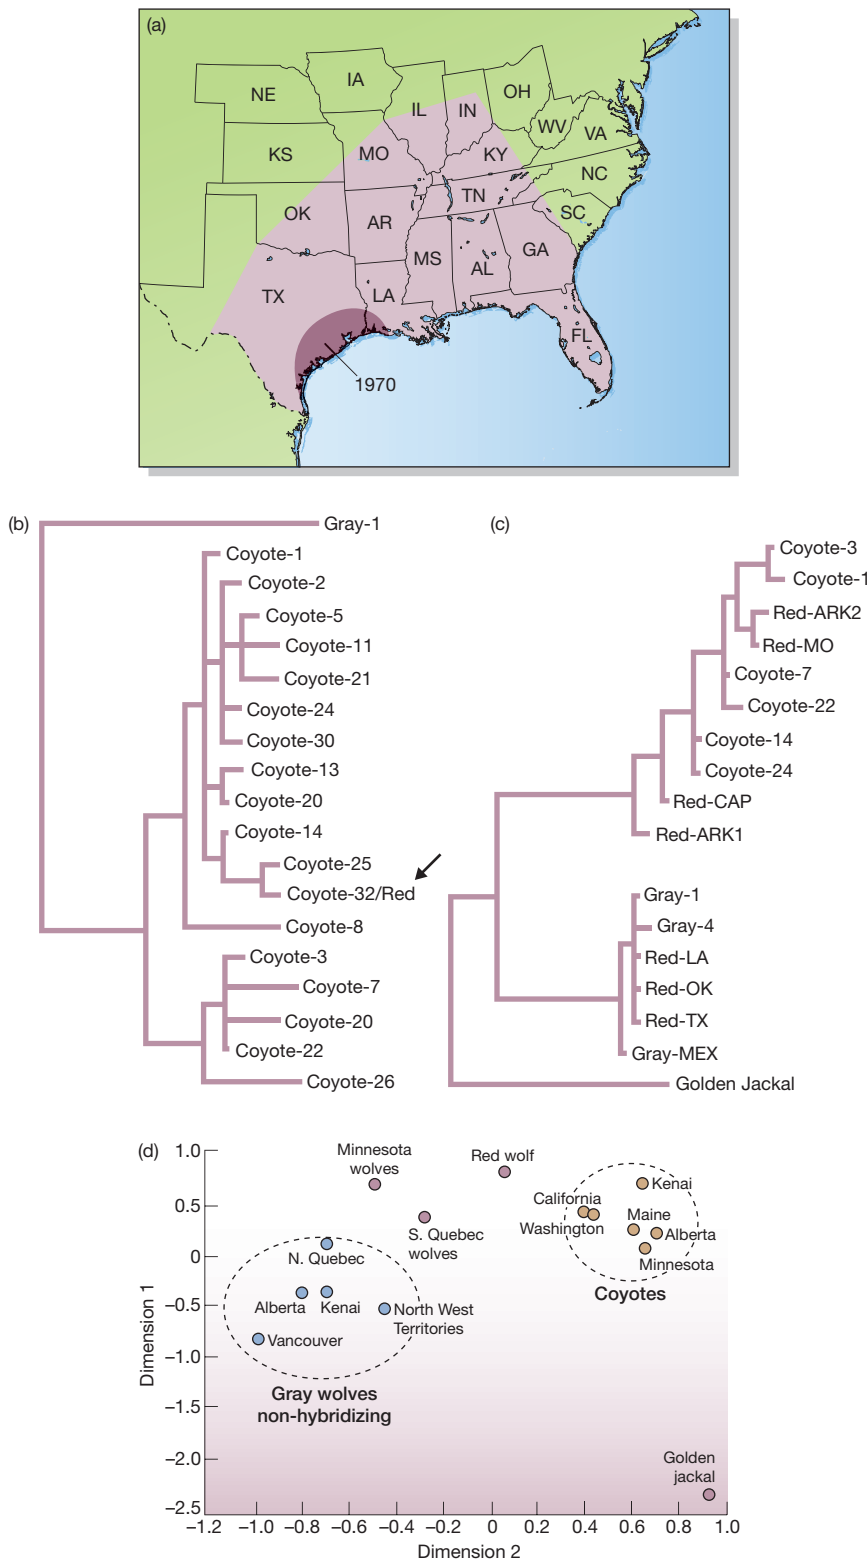 (a)
NE
IA
IL
IN
OH
WV
VA
KS
MO
KY
NC
OK
AR
TN
SC
TX
LA
MS
AL
GA
FL
1970
(b)
Gray-1
Coyote-1
Coyote-2
Coyote-5
Coyote-11
Coyote-21
Coyote-24
Coyote-30
Coyote-13
Coyote-20
Coyote-14
Coyote-25
Coyote-32/Red
Coyote-8
Coyote-3
Coyote-7
Coyote-20
Coyote-22
Coyote-26
(c)
Coyote-3
Coyote-1
Red-ARK2
Red-MO
Coyote-7
Coyote-22
Coyote-14
Coyote-24
Red-CAP
Red-ARK1
Gray-1
Gray-4
Red-LA
Red-OK
Red-TX
Gray-MEX
Golden Jackal
(d)
Dimension 1
1.0
0.5
0
−0.5
−1.0
−1.5
−2.0
−2.5
Minnesota
wolves
Red wolf
S. Quebec
wolves
Kenai
California
Washington
Maine
Alberta
Minnesota
Coyotes
N. Quebec
Alberta
Kenai
North West
Territories
Vancouver
Gray wolves
non-hybridizing
Golden
jackal
−1.2
−1.0
−0.8
−0.6
−0.4
−0.2
0
0.2
0.4
0.6
0.8
1.0
Dimension 2